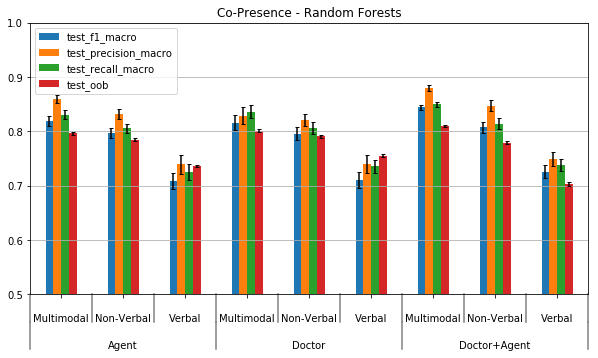 Co-Presence - Random Forests
test_f1_macro
test_precision_macro
test_recall_macro
test_oob
1.0
0.9
0.8
0.7
0.6
0.5
Multimodal Non-Verbal Verbal Multimodal Non-Verbal Verbal Multimodal Non-Verbal Verbal
Agent Doctor Doctor+Agent